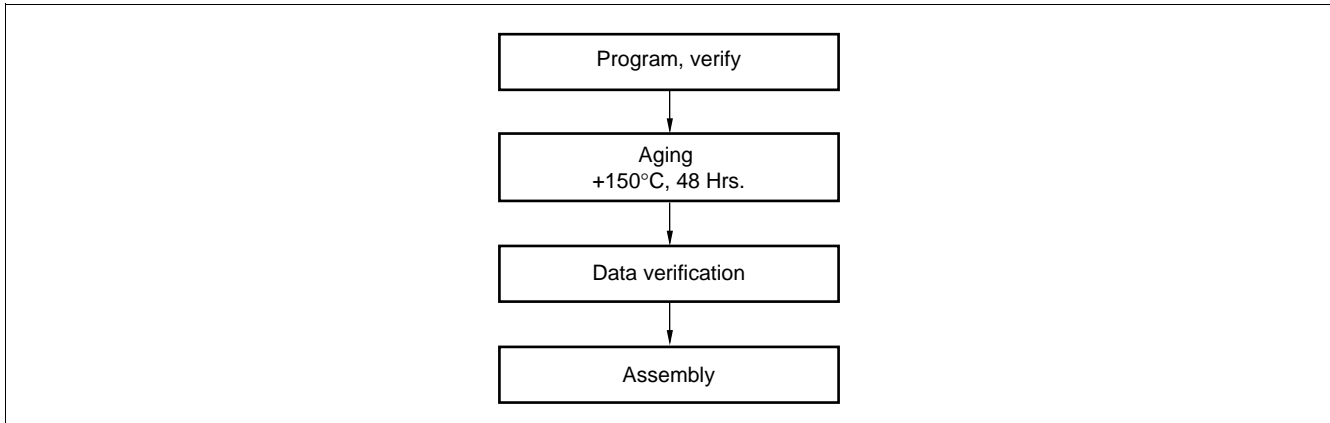 Program, verify
Aging
+150°C, 48 Hrs.
Data verification
Assembly